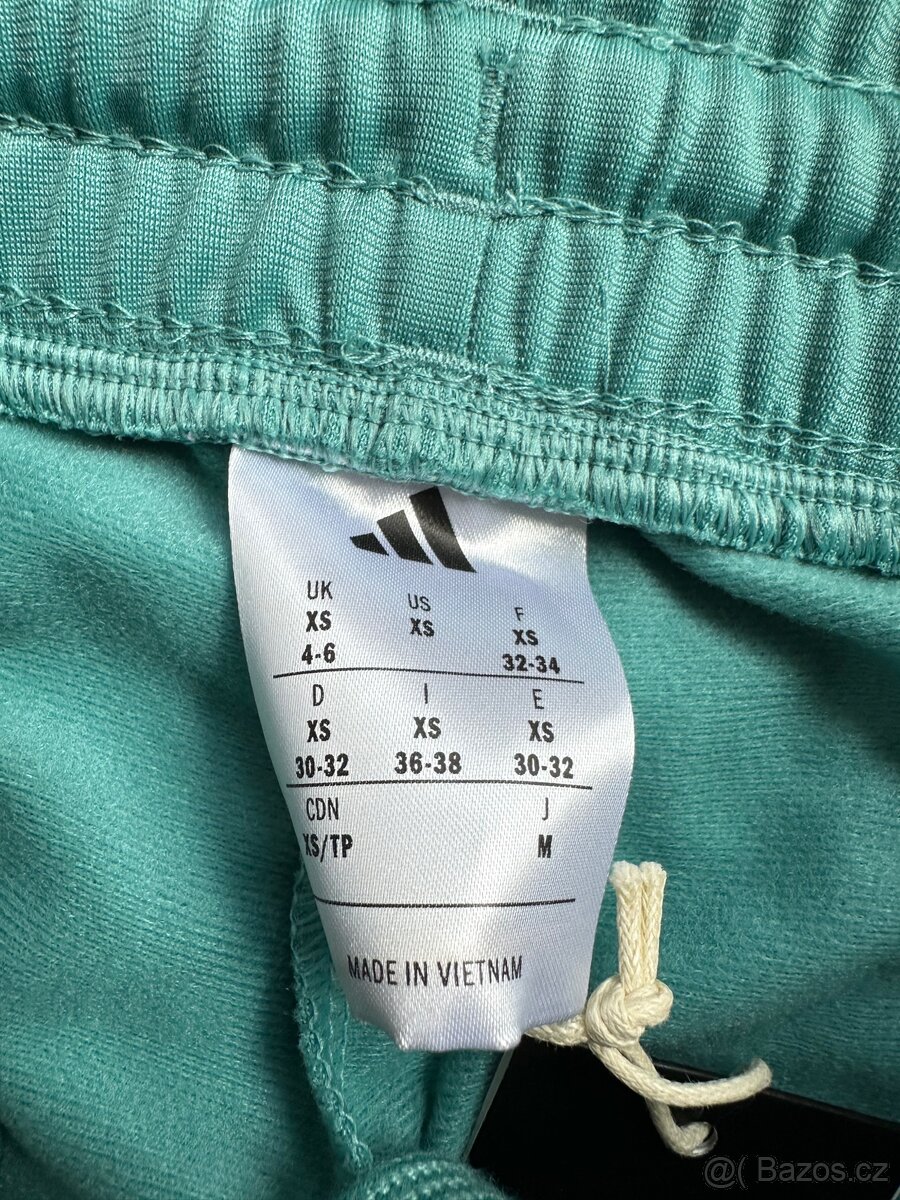 UK US F
XS XS XS
4-6 32-34
D I E
XS XS XS
30-32 36-38 30-32
CDN J
XS/TP M
MADE IN VIETNAM
@( Bazos.cz